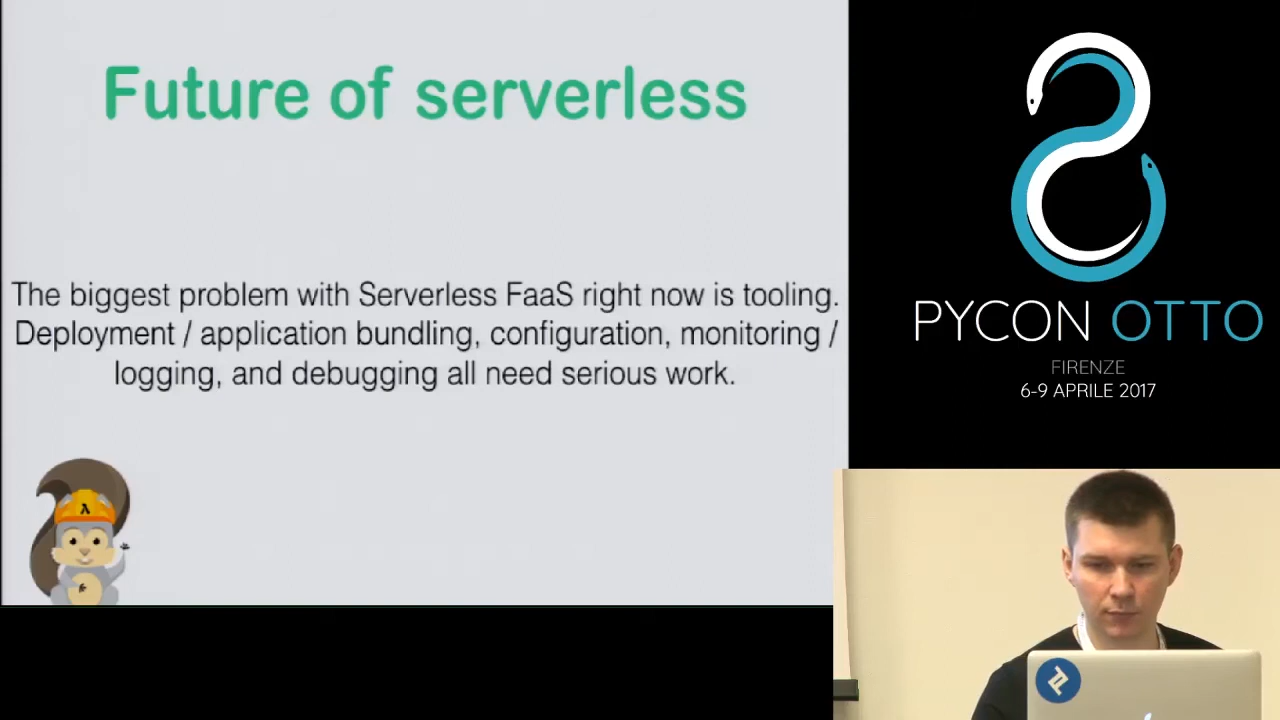 Future of serverless
The biggest problem with Serverless FaaS right now is tooling.
Deployment / application bundling, configuration, monitoring /
logging, and debugging all need serious work.
λ
PYCON OTTO
FIRENZE
6-9 APRILE 2017